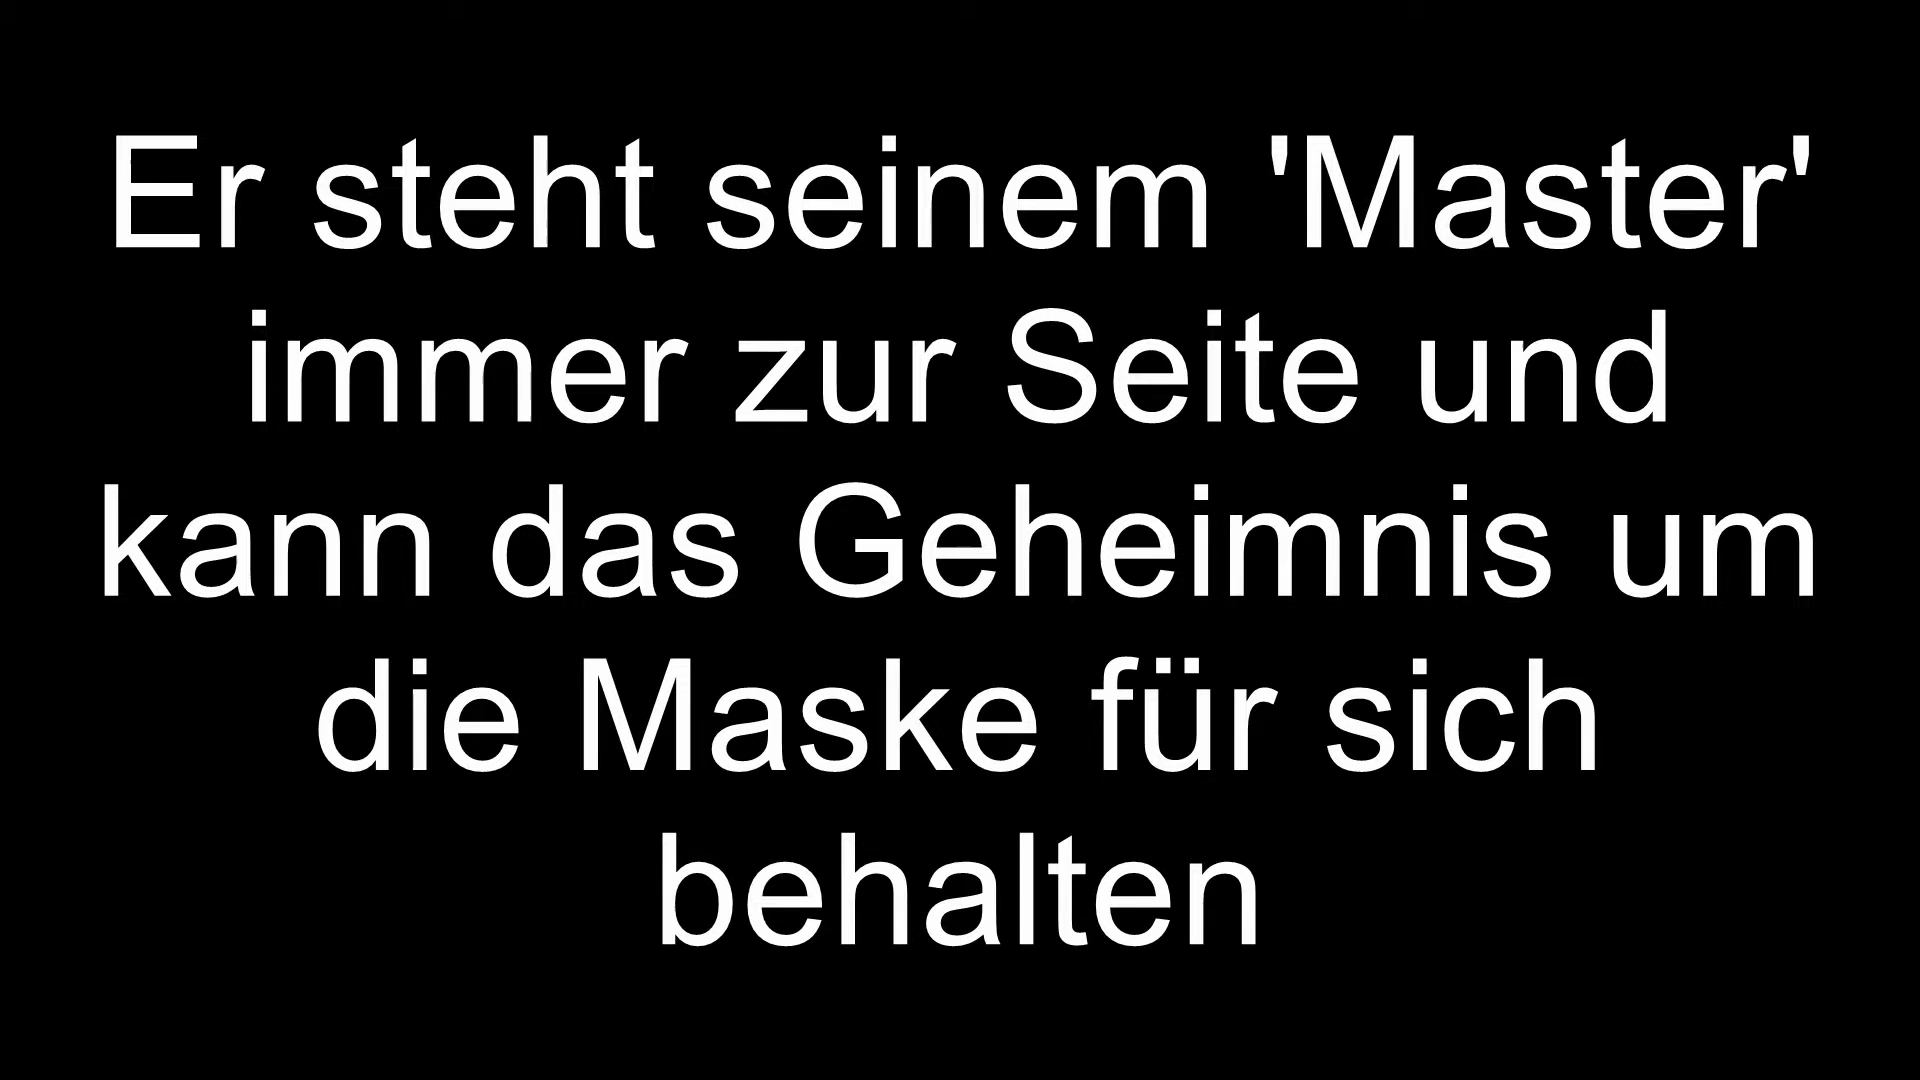 Er steht seinem 'Master'
immer zur Seite und
kann das Geheimnis um
die Maske für sich
behalten